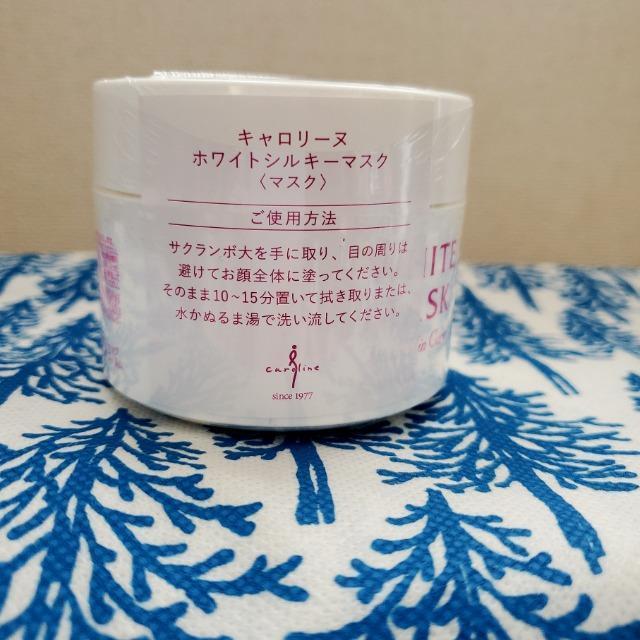 キャロリーヌ
ホワイトシルキーマスク
〈マスク〉
ご使用方法
サクランボ大を手に取り、目の周りは
避けてお顔全体に塗ってください。
そのまま10~15分置いて拭き取りまたは、
水かぬるま湯で洗い流してください。
caroline
since 1977